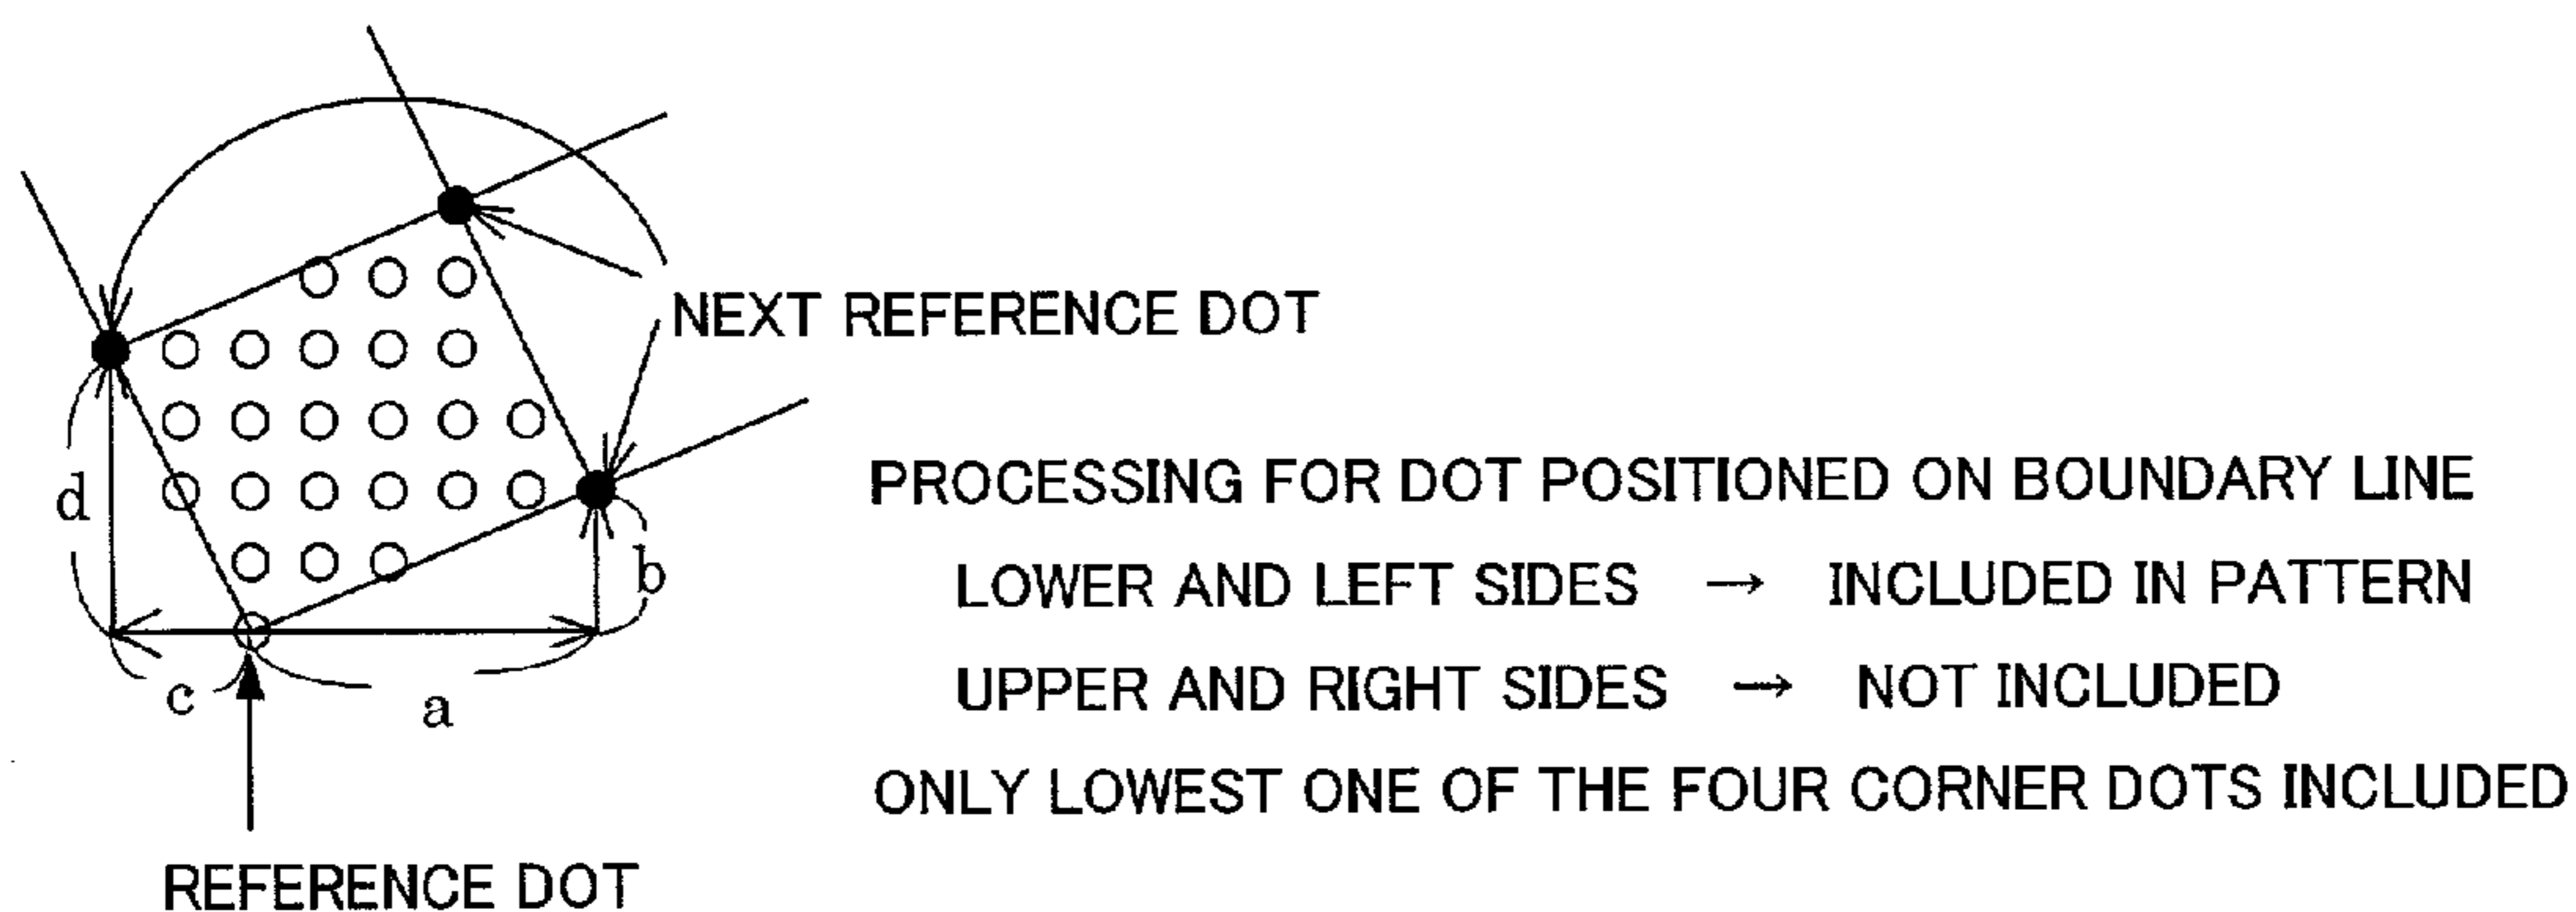 NEXT REFERENCE DOT
d
b
c
a
PROCESSING FOR DOT POSITIONED ON BOUNDARY LINE
LOWER AND LEFT SIDES → INCLUDED IN PATTERN
UPPER AND RIGHT SIDES → NOT INCLUDED
ONLY LOWEST ONE OF THE FOUR CORNER DOTS INCLUDED
REFERENCE DOT